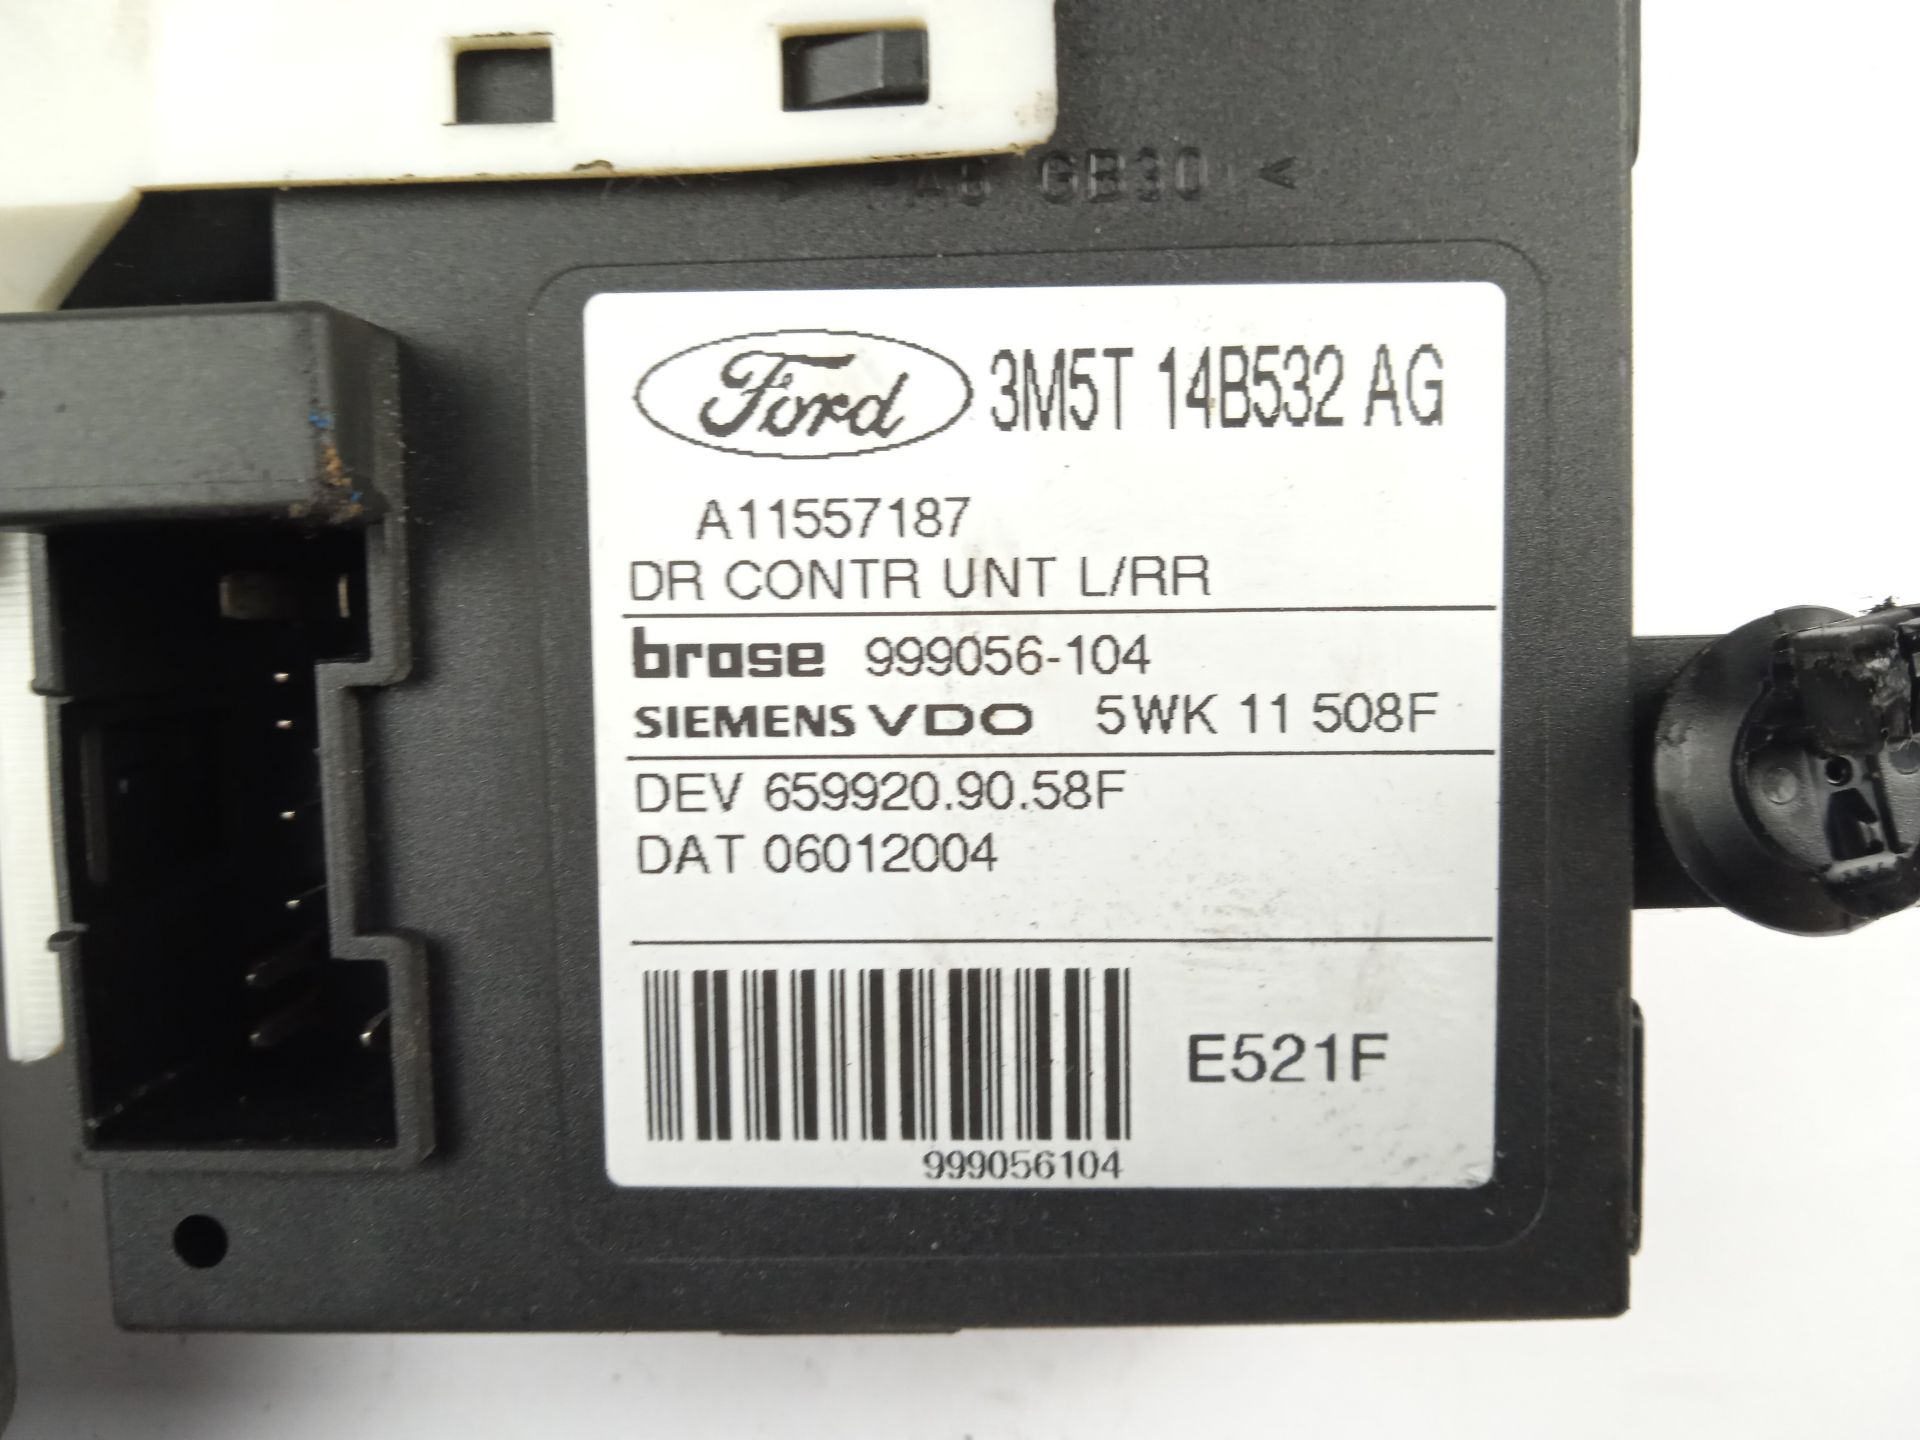 GB30 <
Ford 3M5T 14B532 AG
A11557187
DR CONTR UNT L/RR
brose 999056-104
SIEMENS VDO 5WK 11 508F
DEV 659920.90.58F
DAT 06012004
E521F
999056104